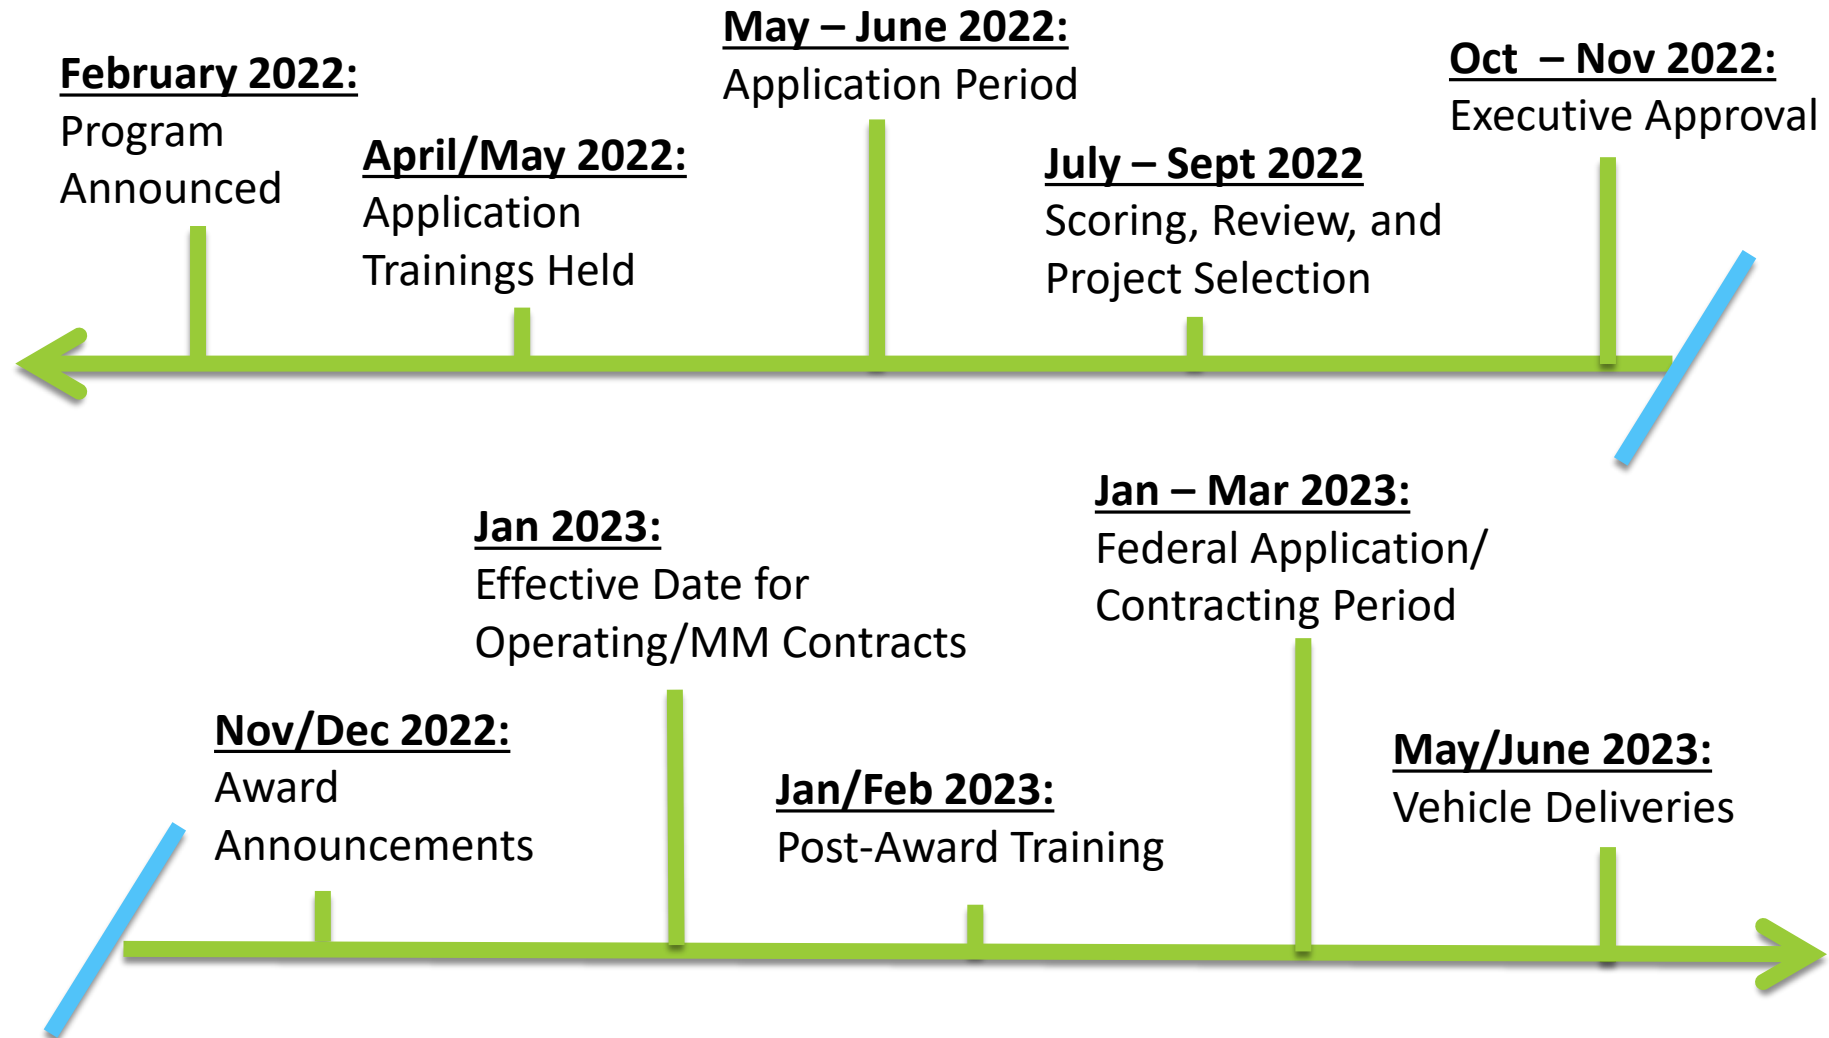 February 2022:
Program
Announced
April/May 2022:
Application
Trainings Held
May – June 2022:
Application Period
July – Sept 2022
Scoring, Review, and
Project Selection
Oct – Nov 2022:
Executive Approval
Nov/Dec 2022:
Award
Announcements
Jan 2023:
Effective Date for
Operating/MM Contracts
Jan/Feb 2023:
Post-Award Training
Jan – Mar 2023:
Federal Application/
Contracting Period
May/June 2023:
Vehicle Deliveries